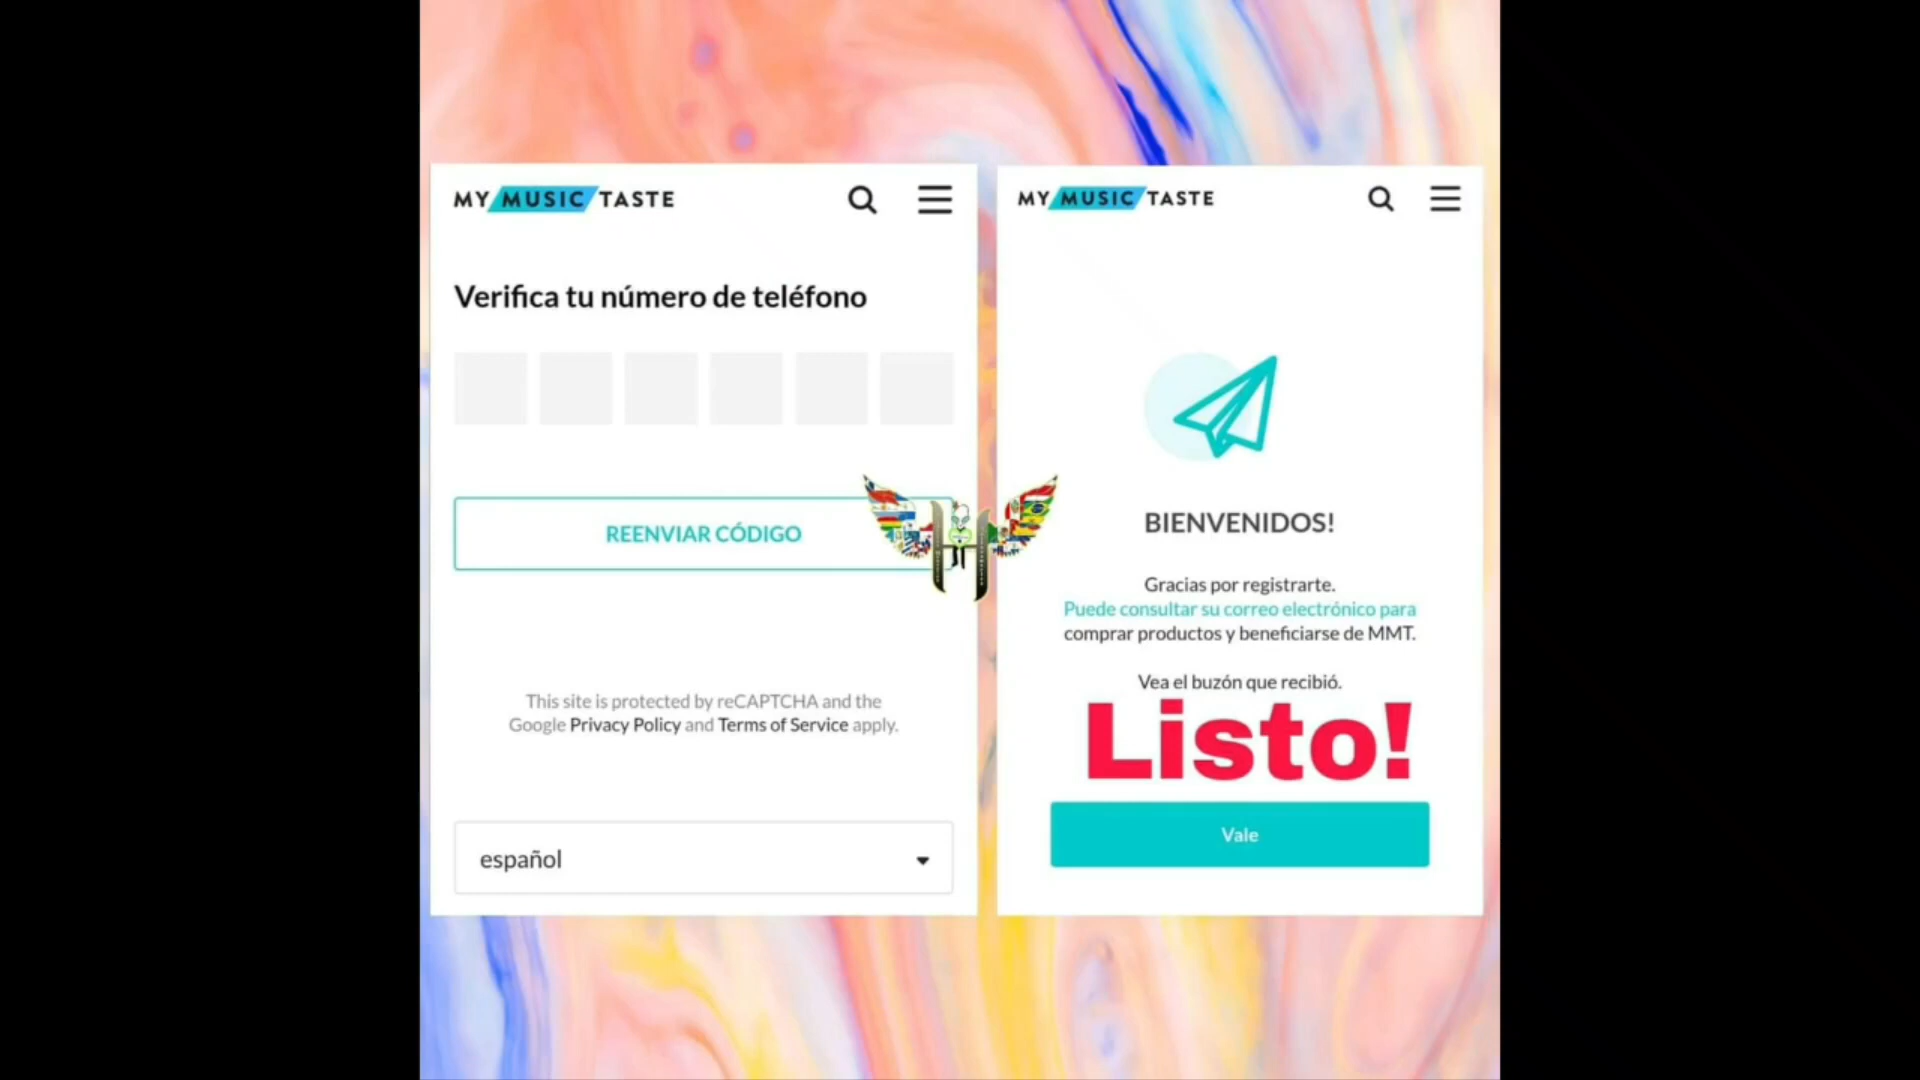 MY MUSIC TASTE
Verifica tu número de teléfono
REENVIAR CÓDIGO
This site is protected by reCAPTCHA and the
Google Privacy Policy and Terms of Service apply.
español
MY MUSIC TASTE
BIENVENIDOS!
Gracias por registrarte.
Puede consultar su correo electrónico para
comprar productos y beneficiarse de MMT.
Vea el buzón que recibió.
Listo!
Vale